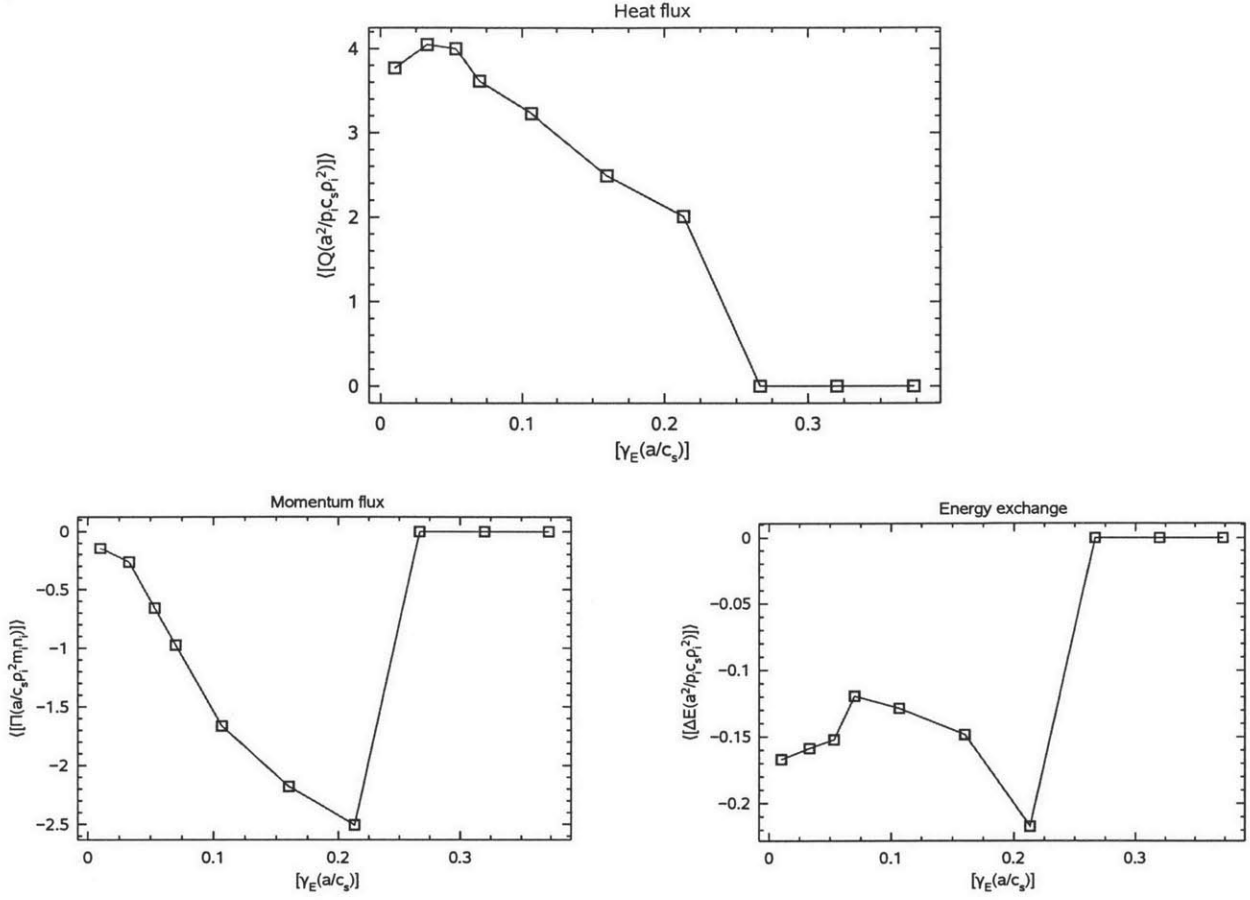 Heat flux
4
3
2
1
0
⟨[Q(a²/pᵢcₛρᵢ²)]⟩
0 0.1 0.2 0.3
[γ_E(a/cₛ)]
Momentum flux
0
−0.5
−1
−1.5
−2
−2.5
⟨[Π(a/cₛρᵢ²mᵢnᵢ)]⟩
0 0.1 0.2 0.3
[γ_E(a/cₛ)]
Energy exchange
0
−0.05
−0.1
−0.15
−0.2
⟨[ΔE(a²/pᵢcₛρᵢ²)]⟩
0 0.1 0.2 0.3
[γ_E(a/cₛ)]